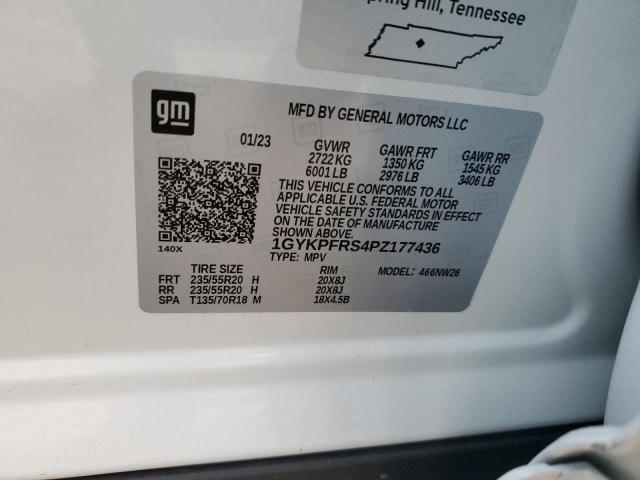 Spring Hill, Tennessee
gm
MFD BY GENERAL MOTORS LLC
01/23
GVWR
2722 KG
6001 LB
GAWR FRT
1350 KG
2976 LB
GAWR RR
1545 KG
3406 LB
THIS VEHICLE CONFORMS TO ALL
APPLICABLE U.S. FEDERAL MOTOR
VEHICLE SAFETY STANDARDS IN EFFECT
ON THE DATE OF MANUFACTURE
SHOWN ABOVE.
1GYKPFRS4PZ177436
140X
TYPE: MPV
TIRE SIZE RIM MODEL: 466NW26
FRT 235/55R20 H 20X8J
RR 235/55R20 H 20X8J
SPA T135/70R18 M 18X4.5B